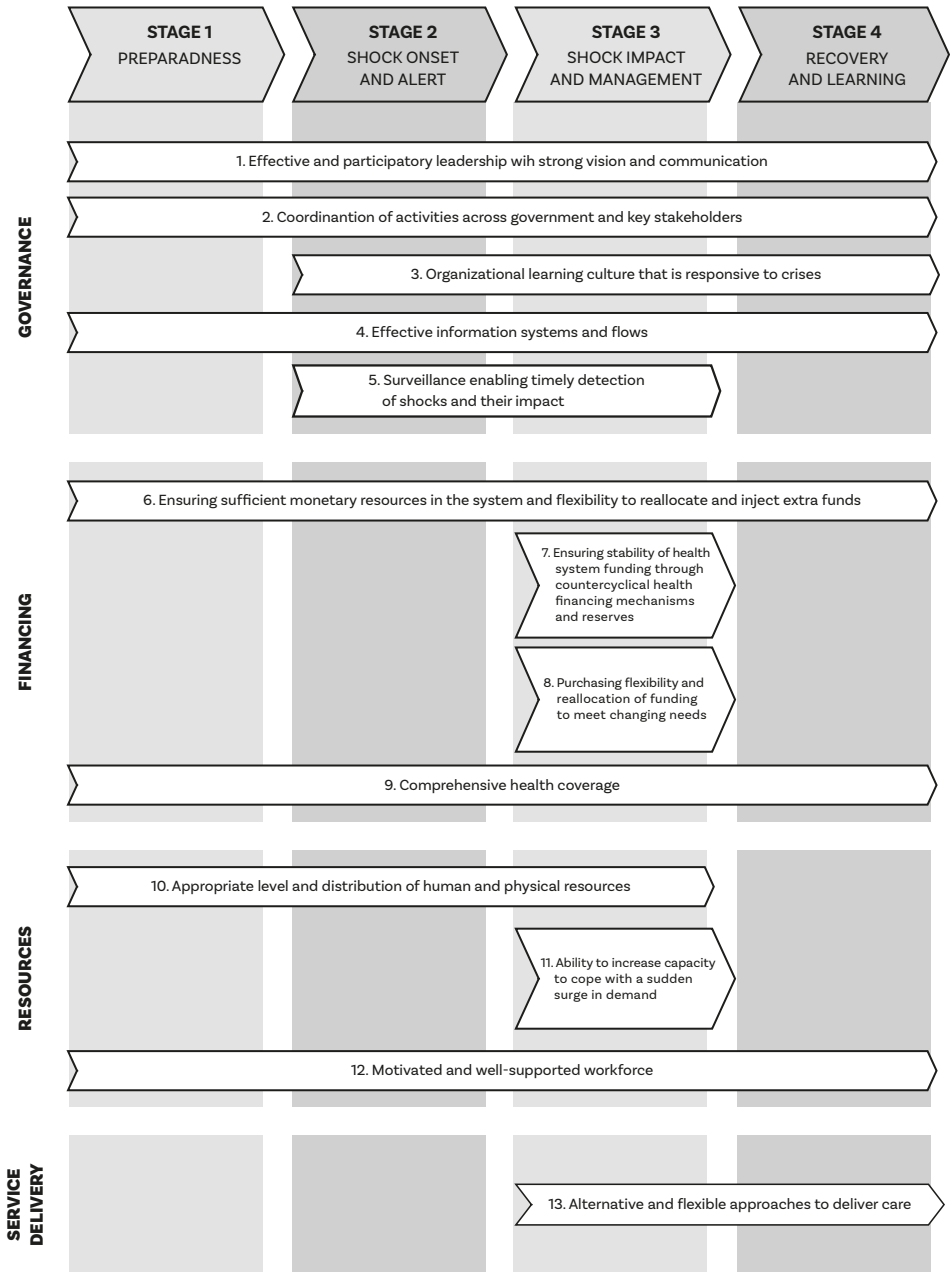 STAGE 1
PREPARADNESS
STAGE 2
SHOCK ONSET
AND ALERT
STAGE 3
SHOCK IMPACT
AND MANAGEMENT
STAGE 4
RECOVERY
AND LEARNING
GOVERNANCE
1. Effective and participatory leadership wih strong vision and communication
2. Coordinantion of activities across government and key stakeholders
3. Organizational learning culture that is responsive to crises
4. Effective information systems and flows
5. Surveillance enabling timely detection
of shocks and their impact
FINANCING
6. Ensuring sufficient monetary resources in the system and flexibility to reallocate and inject extra funds
7. Ensuring stability of health
system funding through
countercyclical health
financing mechanisms
and reserves
8. Purchasing flexibility and
reallocation of funding
to meet changing needs
9. Comprehensive health coverage
RESOURCES
10. Appropriate level and distribution of human and physical resources
11. Ability to increase capacity
to cope with a sudden
surge in demand
12. Motivated and well-supported workforce
SERVICE
DELIVERY
13. Alternative and flexible approaches to deliver care